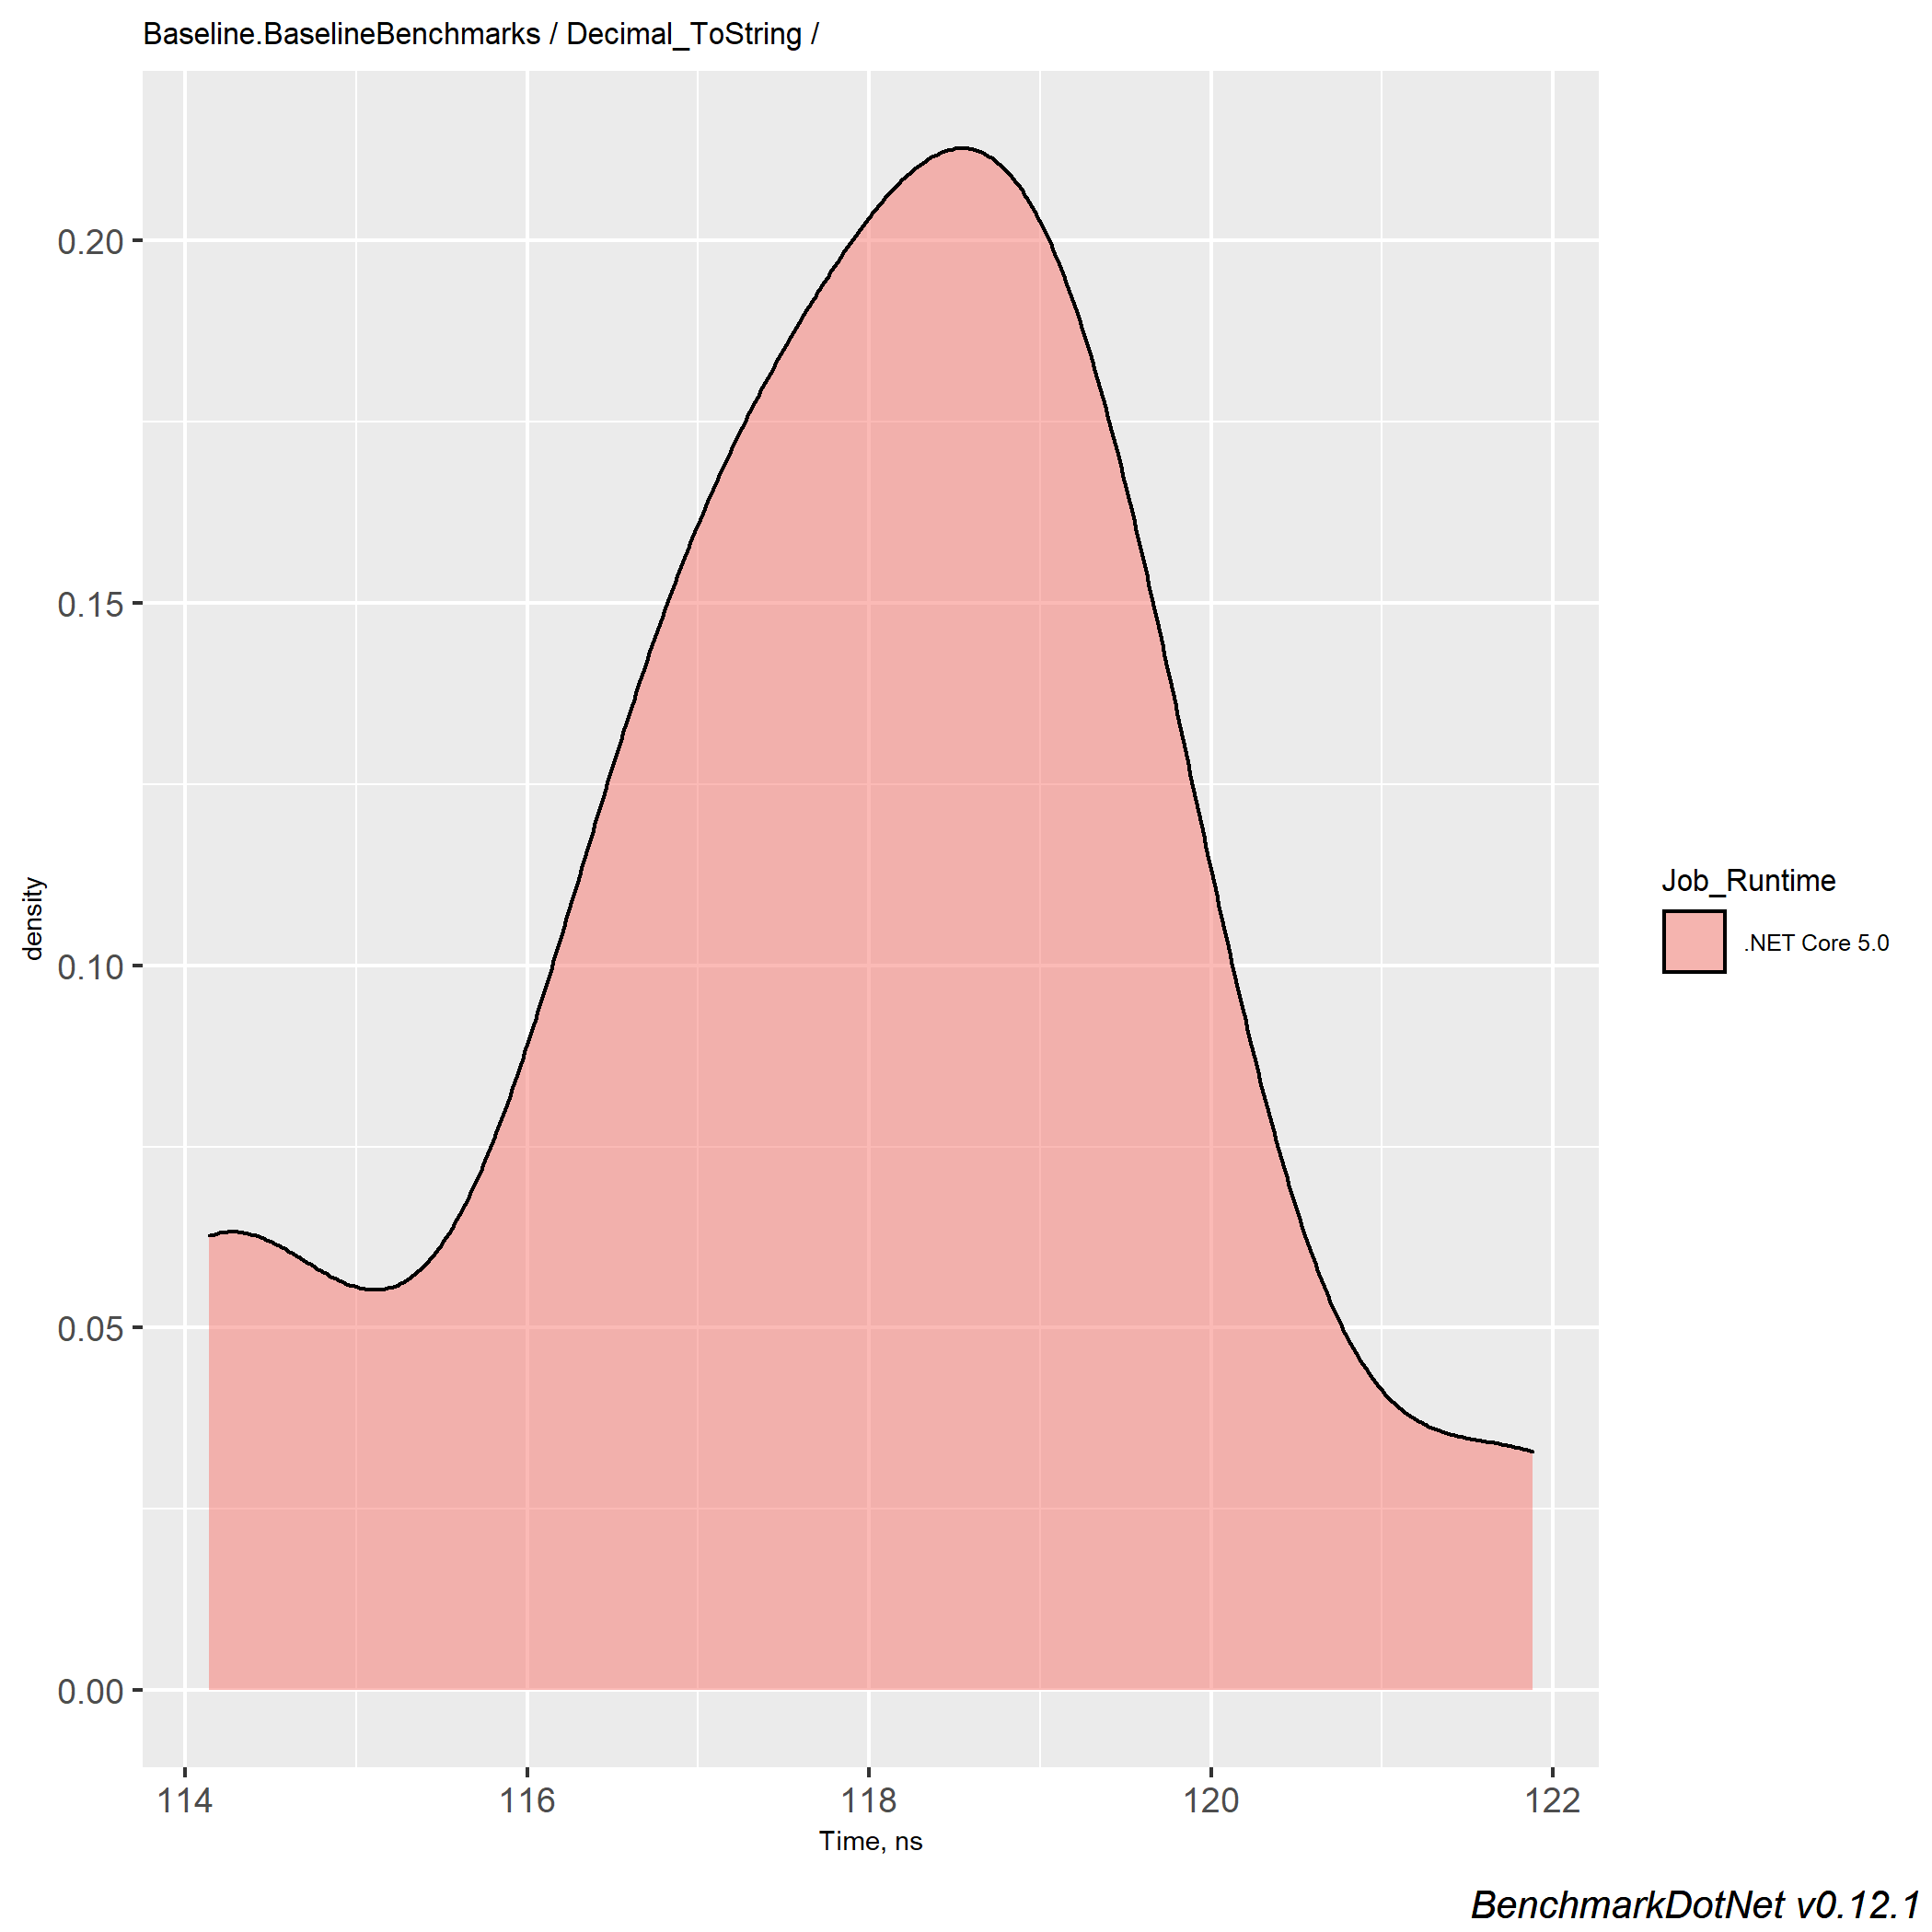 Baseline.BaselineBenchmarks / Decimal_ToString /
0.20
0.15
0.10
0.05
0.00
density
114 116 118 120 122
Time, ns
Job_Runtime
.NET Core 5.0
BenchmarkDotNet v0.12.1